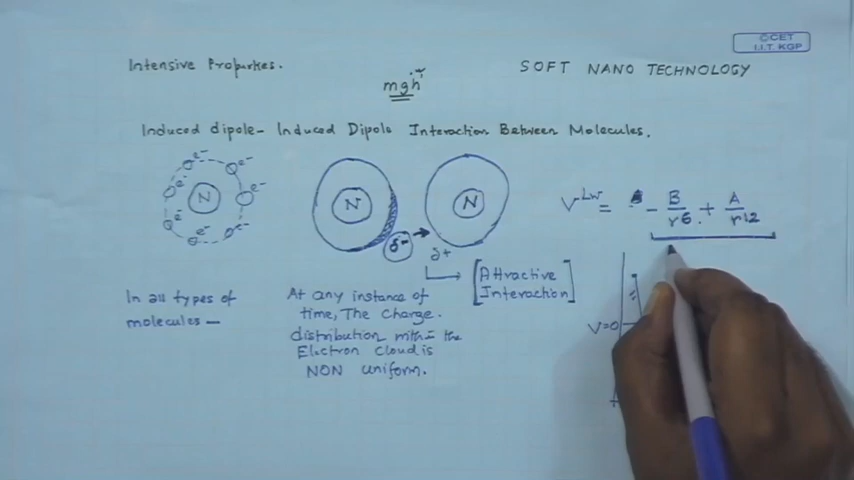 © CET
I.I.T. KGP
Intensive Properties.
mgh
SOFT NANO TECHNOLOGY
Induced dipole- Induced Dipole Interaction Between Molecules.
e- e- e- e- e- e- e-
N
N
N
δ-
δ+
V^LW = - B/r6 + A/r12
[Attractive
Interaction]
V=0
In all types of
molecules —
At any instance of
time, The Charge.
distribution within the
Electron Cloud is
NON uniform.